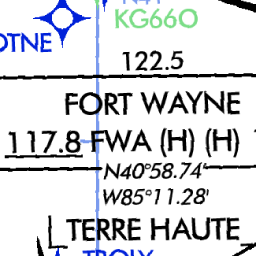 KG66O
OTNE
122.5
FORT WAYNE
117.8 FWA (H) (H)
N40°58.74'
W85°11.28'
TERRE HAUTE